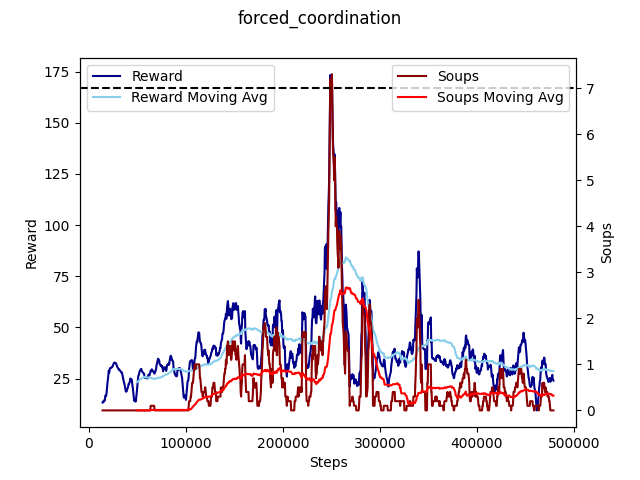 forced_coordination
Reward
Reward Moving Avg
Soups
Soups Moving Avg
175
150
125
100
75
50
25
Reward
7
6
5
4
3
2
1
0
Soups
0
100000
200000
300000
400000
500000
Steps